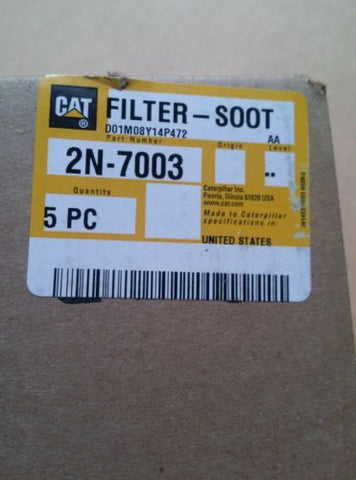 CAT ®
FILTER-SOOT
D01M08Y14P472
Part Number
Origin
AA
Level
2N-7003
..
Quantity
5 PC
Caterpillar Inc.
Peoria, Illinois 61629 USA
www.cat.com
Made to Caterpillar
specifications in
UNITED STATES